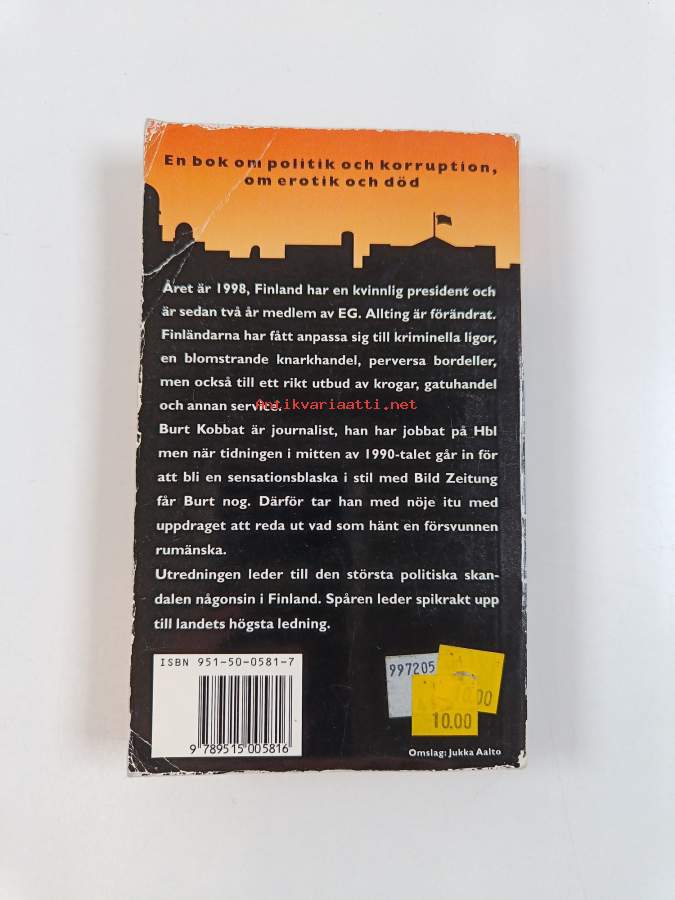 En bok om politik och korruption,
om erotik och död
Året är 1998, Finland har en kvinnlig president och
är sedan två år medlem av EG. Allting är förändrat.
Finländarna har fått anpassa sig till kriminella ligor,
en blomstrande knarkhandel, perversa bordeller,
men också till ett rikt utbud av krogar, gatuhandel
och annan service.
Antikvariaatti.net
Burt Kobbat är journalist, han har jobbat på Hbl
men när tidningen i mitten av 1990-talet går in för
att bli en sensationsblaska i stil med Bild Zeitung
får Burt nog. Därför tar han med nöje itu med
uppdraget att reda ut vad som hänt en försvunnen
rumänska.
Utredningen leder till den största politiska skan-
dalen någonsin i Finland. Spåren leder spikrakt upp
till landets högsta ledning.
ISBN 951-50-0581-7
9 789515 005816
997205
10.00
Omslag: Jukka Aalto